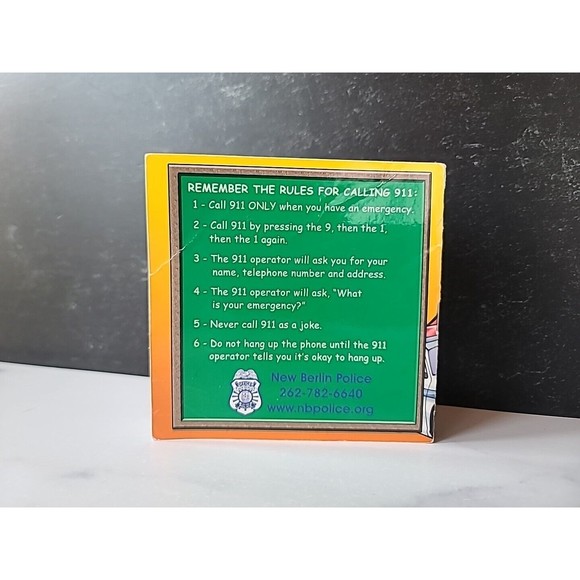 REMEMBER THE RULES FOR CALLING 911:
1 - Call 911 ONLY when you have an emergency.
2 - Call 911 by pressing the 9, then the 1,
then the 1 again.
3 - The 911 operator will ask you for your
name, telephone number and address.
4 - The 911 operator will ask, "What
is your emergency?"
5 - Never call 911 as a joke.
6 - Do not hang up the phone until the 911
operator tells you it's okay to hang up.
New Berlin Police
262-782-6640
www.nbpolice.org